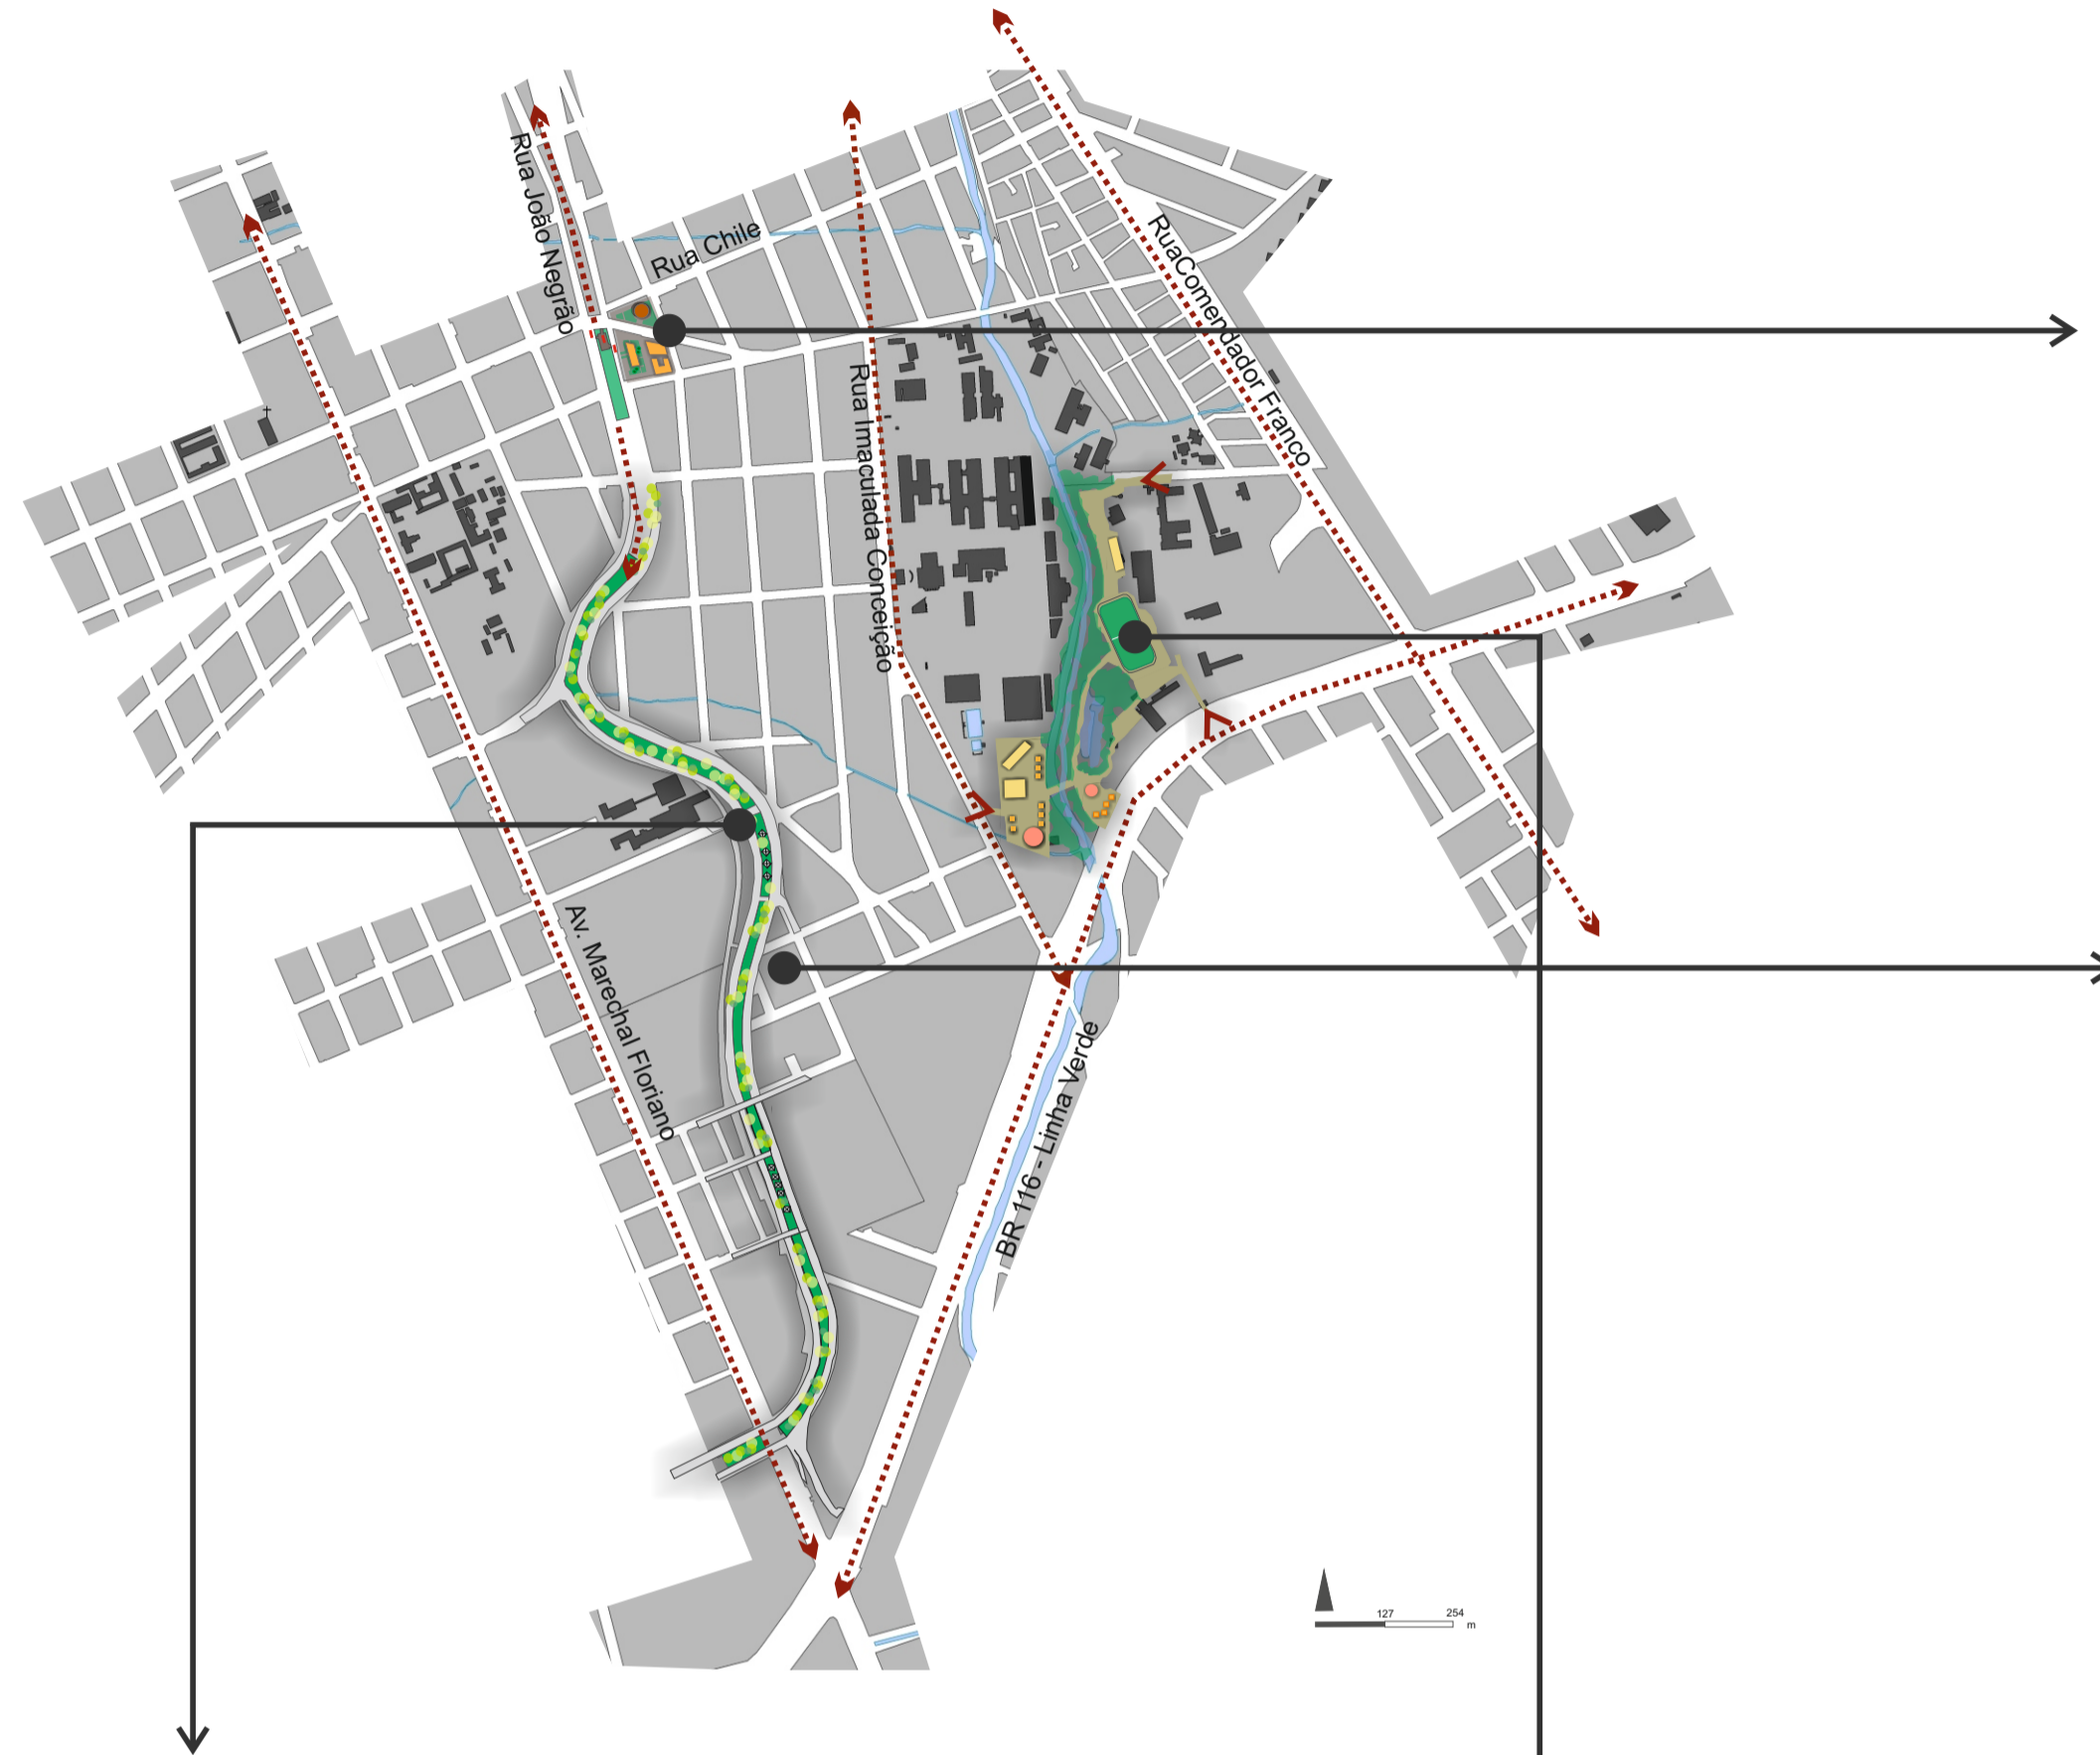 Rua João Negrão
Rua Chile
RuaComendador Franco
Rua Imaculada Conceição
Av. Marechal Floriano
BR 116 - Linha Verde
127 254
m